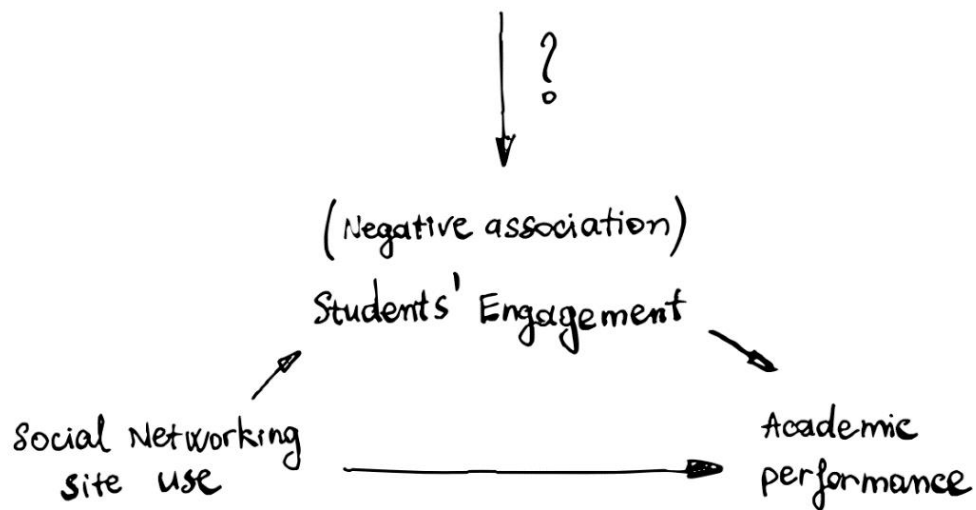 ?
(Negative association)
Students' Engagement
Social Networking
site use
Academic
performance